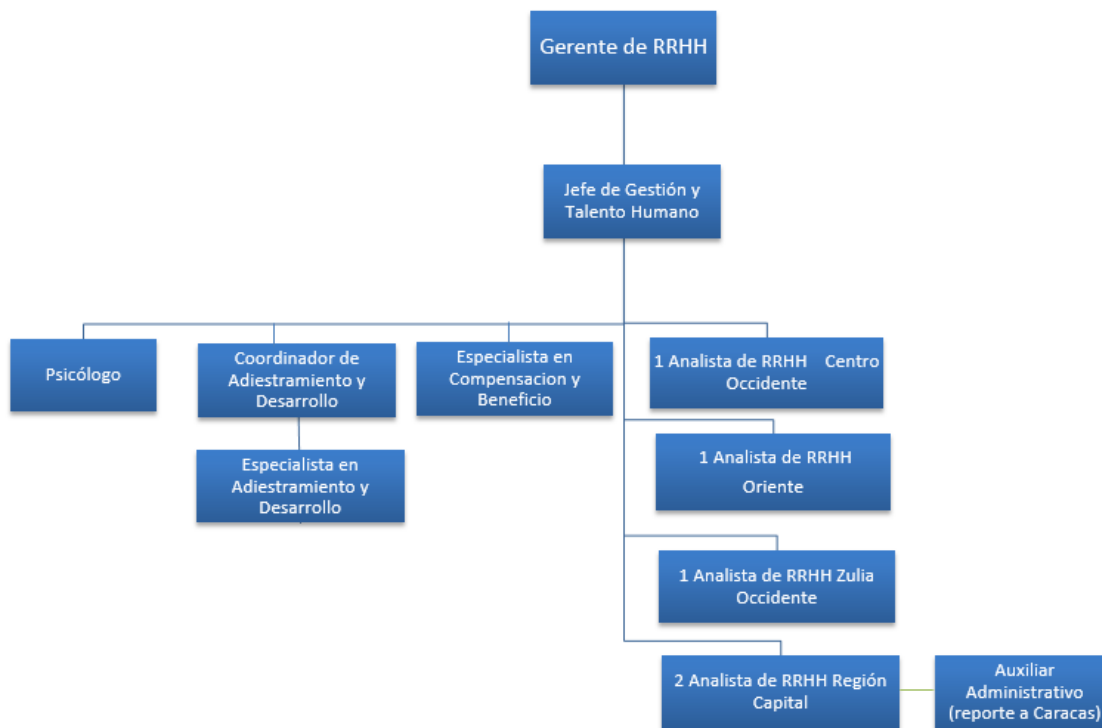 Gerente de RRHH
Jefe de Gestión y
Talento Humano
Psicólogo
Coordinador de
Adiestramiento y
Desarrollo
Especialista en
Compensacion y
Beneficio
1 Analista de RRHH Centro
Occidente
Especialista en
Adiestramiento y
Desarrollo
1 Analista de RRHH
Oriente
1 Analista de RRHH Zulia
Occidente
2 Analista de RRHH Región
Capital
Auxiliar
Administrativo
(reporte a Caracas)